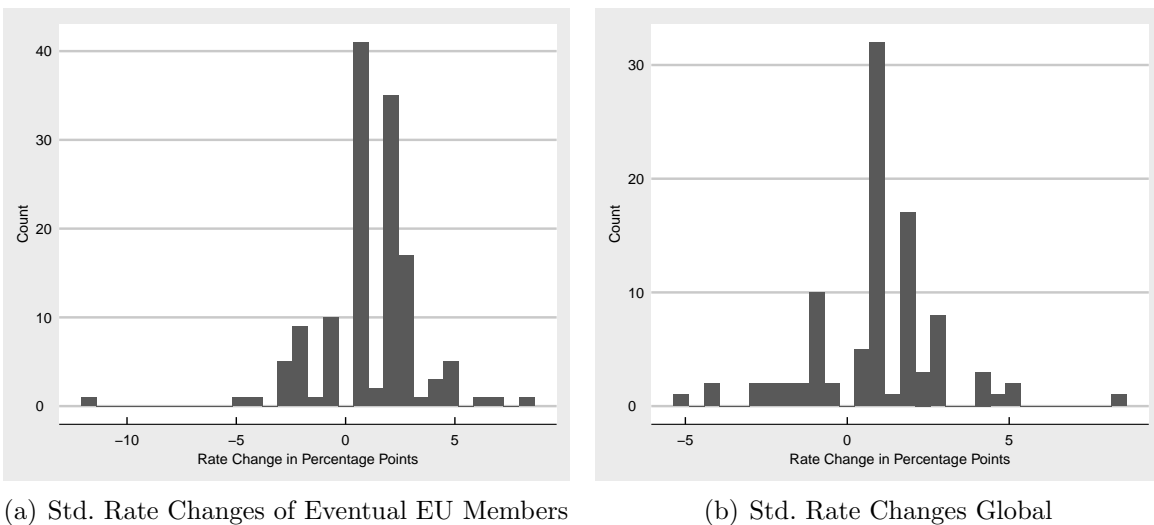 40
30
20
10
0
Count
−10 −5 0 5
Rate Change in Percentage Points
(a) Std. Rate Changes of Eventual EU Members
30
20
10
0
Count
−5 0 5
Rate Change in Percentage Points
(b) Std. Rate Changes Global